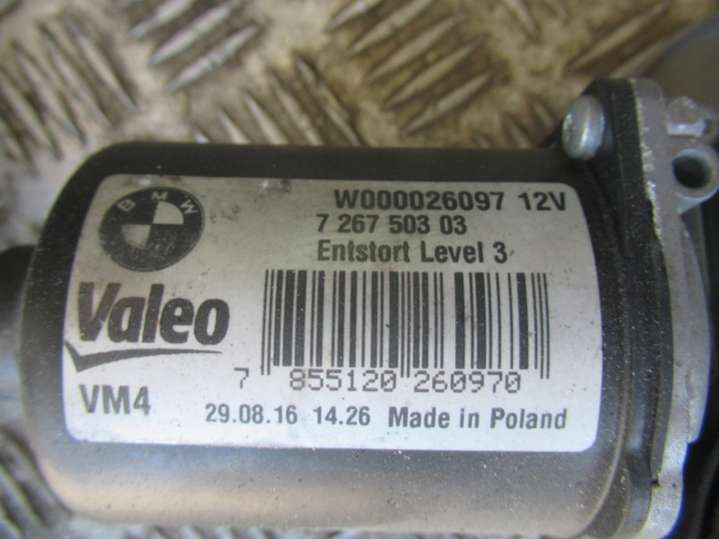 BMW
W000026097 12V
7 267 503 03
Entstort Level 3
Valeo
7 855120 260970
VM4
29.08.16 14.26 Made in Poland